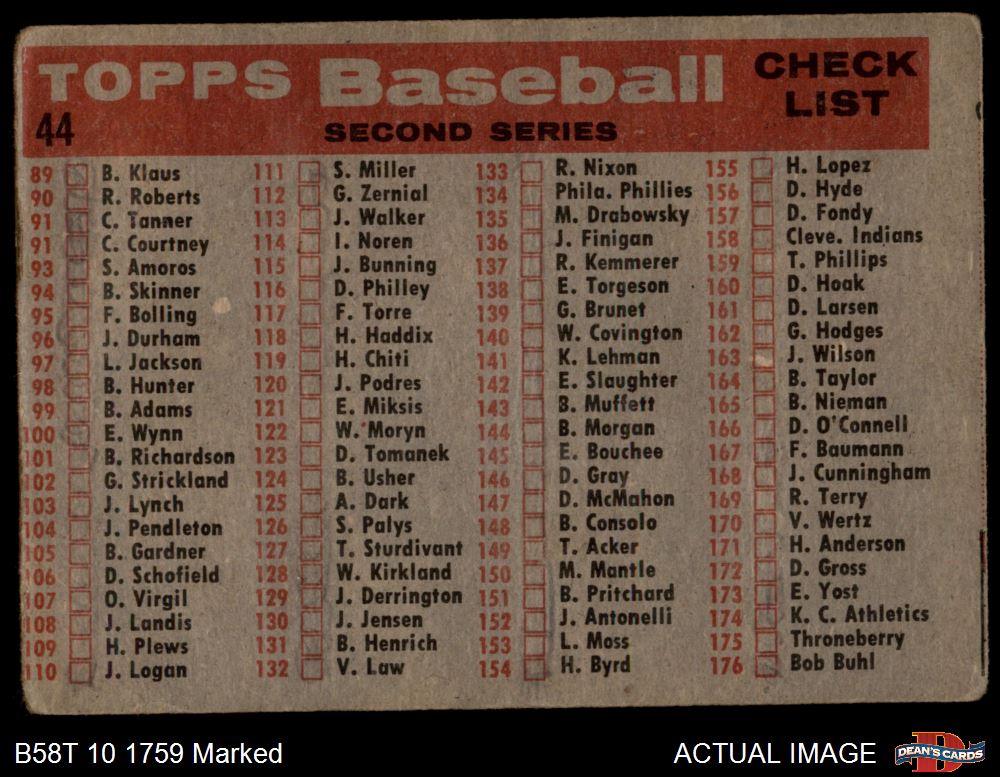 TOPPS Baseball CHECK LIST
44 SECOND SERIES
89 B. Klaus 111 S. Miller 133 R. Nixon 155 H. Lopez
90 R. Roberts 112 G. Zernial 134 Phila. Phillies 156 D. Hyde
91 C. Tanner 113 J. Walker 135 M. Drabowsky 157 D. Fondy
91 C. Courtney 114 I. Noren 136 J. Finigan 158 Cleve. Indians
93 S. Amoros 115 J. Bunning 137 R. Kemmerer 159 T. Phillips
94 B. Skinner 116 D. Philley 138 E. Torgeson 160 D. Hoak
95 F. Bolling 117 F. Torre 139 G. Brunet 161 D. Larsen
96 J. Durham 118 H. Haddix 140 W. Covington 162 G. Hodges
97 L. Jackson 119 H. Chiti 141 K. Lehman 163 J. Wilson
98 B. Hunter 120 J. Podres 142 E. Slaughter 164 B. Taylor
99 B. Adams 121 E. Miksis 143 B. Muffett 165 B. Nieman
100 E. Wynn 122 W. Moryn 144 B. Morgan 166 D. O'Connell
101 B. Richardson 123 D. Tomanek 145 E. Bouchee 167 F. Baumann
102 G. Strickland 124 B. Usher 146 D. Gray 168 J. Cunningham
103 J. Lynch 125 A. Dark 147 D. McMahon 169 R. Terry
104 J. Pendleton 126 S. Palys 148 B. Consolo 170 V. Wertz
105 B. Gardner 127 T. Sturdivant 149 T. Acker 171 H. Anderson
106 D. Schofield 128 W. Kirkland 150 M. Mantle 172 D. Gross
107 O. Virgil 129 J. Derrington 151 B. Pritchard 173 E. Yost
108 J. Landis 130 J. Jensen 152 J. Antonelli 174 K. C. Athletics
109 H. Plews 131 B. Henrich 153 L. Moss 175 Throneberry
110 J. Logan 132 V. Law 154 H. Byrd 176 Bob Buhl
B58T 10 1759 Marked ACTUAL IMAGE DEAN'S CARDS